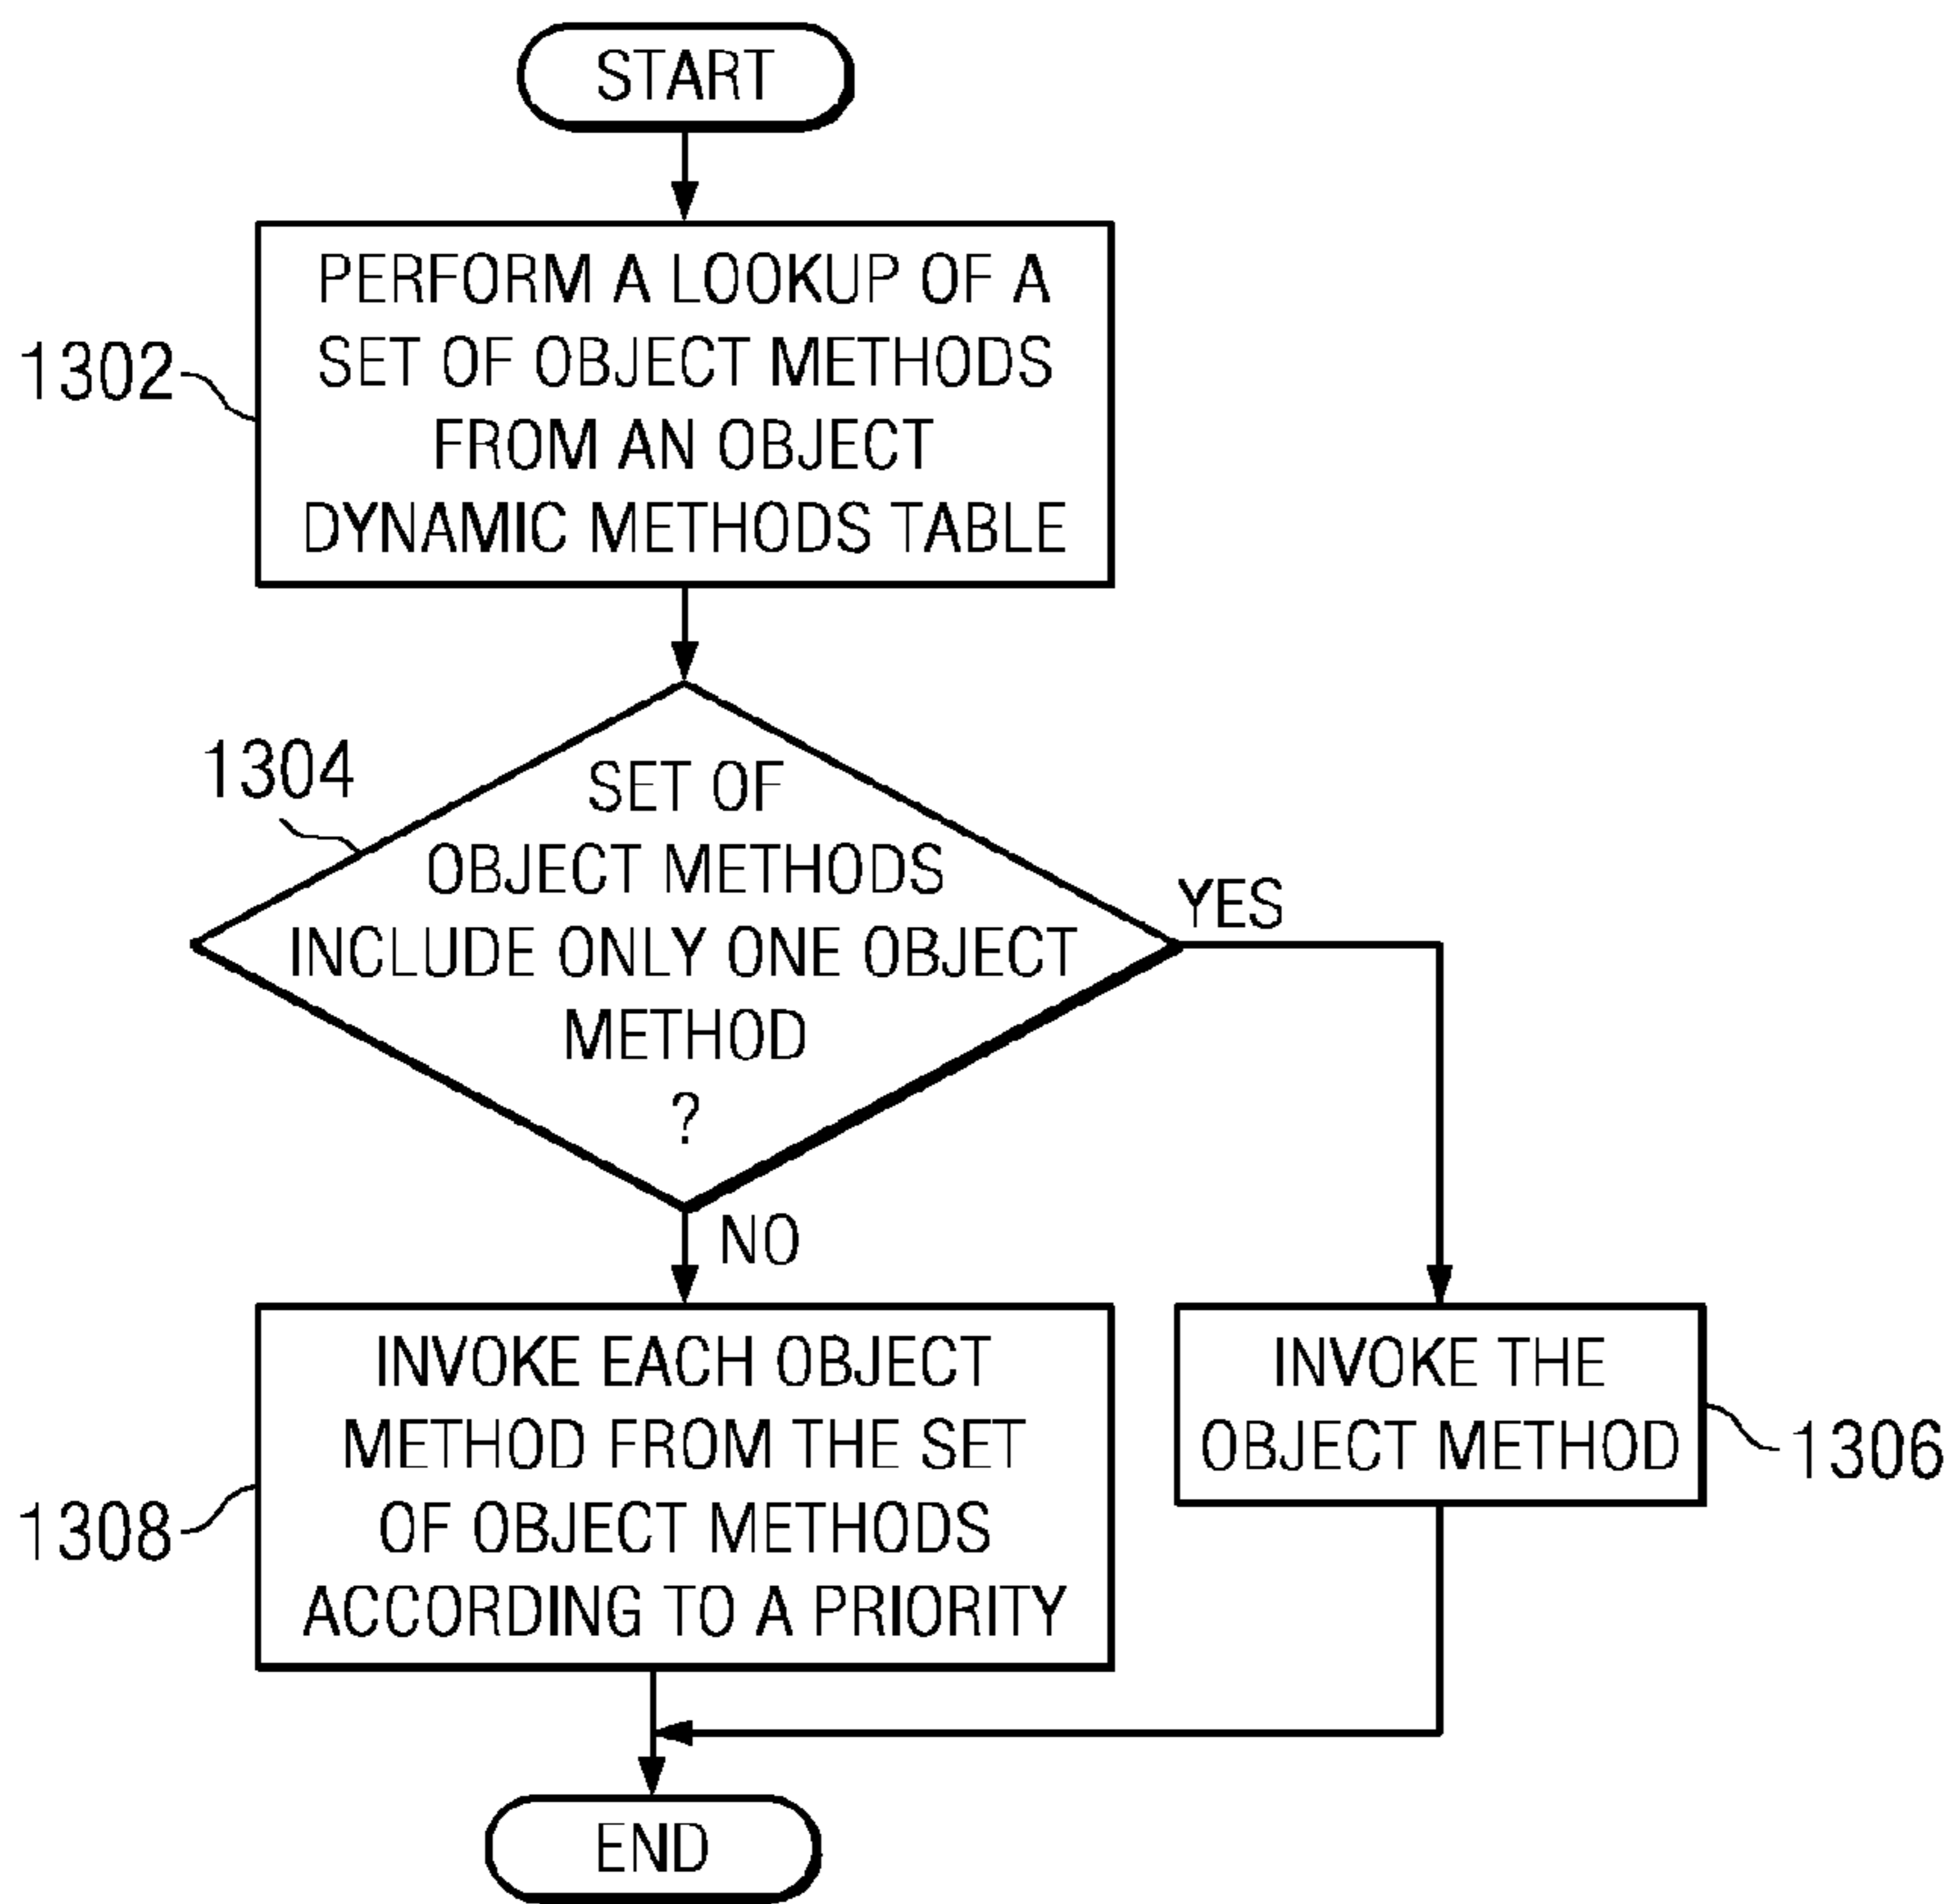 START
1302
PERFORM A LOOKUP OF A
SET OF OBJECT METHODS
FROM AN OBJECT
DYNAMIC METHODS TABLE
1304
SET OF
OBJECT METHODS
INCLUDE ONLY ONE OBJECT
METHOD
?
YES
NO
1308
INVOKE EACH OBJECT
METHOD FROM THE SET
OF OBJECT METHODS
ACCORDING TO A PRIORITY
INVOKE THE
OBJECT METHOD
1306
END